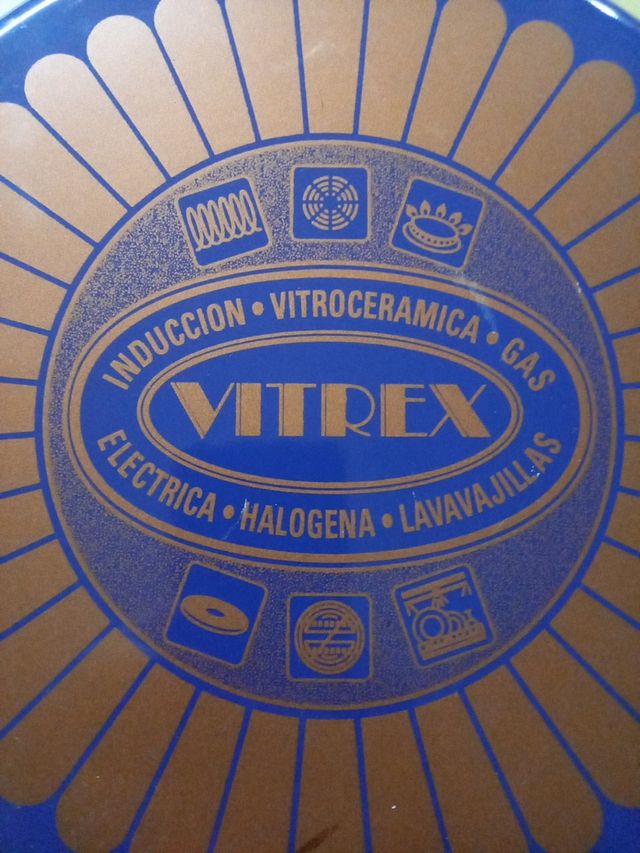 INDUCCION • VITROCERAMICA • GAS
VITREX
ELECTRICA • HALOGENA • LAVAVAJILLAS